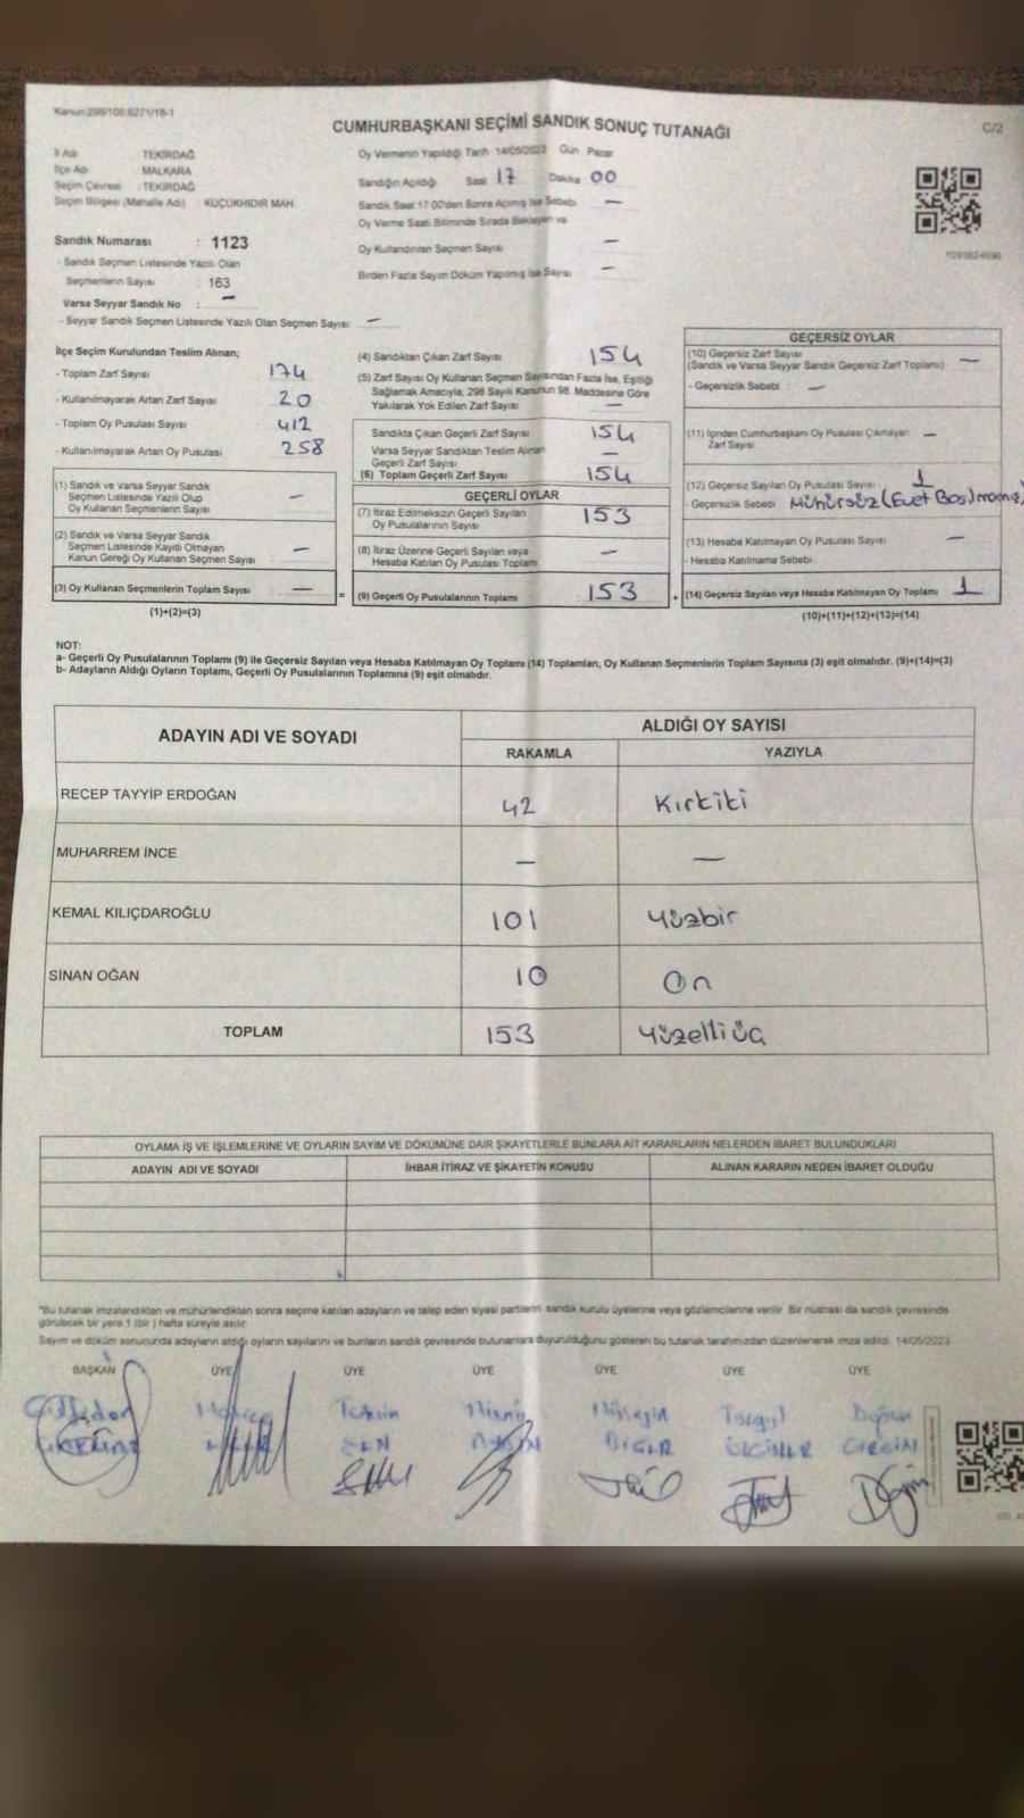 Kanun:298/108:6271/18-1
CUMHURBAŞKANI SEÇİMİ SANDIK SONUÇ TUTANAĞI
C/2
İl Adı TEKİRDAĞ
İlçe Adı MALKARA
Seçim Çevresi : TEKİRDAĞ
Seçim Bölgesi (Mahalle Adı) KÜÇÜKHIDIR MAH.
Sandık Numarası : 1123
- Sandık Seçmen Listesinde Yazılı Olan
Seçmenlerin Sayısı : 163
Varsa Seyyar Sandık No : —
- Seyyar Sandık Seçmen Listesinde Yazılı Olan Seçmen Sayısı: —
Oy Vermenin Yapıldığı Tarih 14/05/2023 Gün Pazar
Sandığın Açıldığı Saat 17 Dakika 00
Sandık Saat 17.00'den Sonra Açılmış İse Sebebi —
Oy Verme Saati Bitiminde Sırada Bekleyen ve
Oy Kullandırılan Seçmen Sayısı —
Birden Fazla Sayım Döküm Yapılmış İse Sayısı —
İlçe Seçim Kurulundan Teslim Alınan;
- Toplam Zarf Sayısı 174
- Kullanılmayarak Artan Zarf Sayısı 20
- Toplam Oy Pusulası Sayısı 412
- Kullanılmayarak Artan Oy Pusulası 258
(1) Sandık ve Varsa Seyyar Sandık
Seçmen Listesinde Yazılı Olup
Oy Kullanan Seçmenlerin Sayısı —
(2) Sandık ve Varsa Seyyar Sandık
Seçmen Listesinde Kayıtlı Olmayan
Kanun Gereği Oy Kullanan Seçmen Sayısı —
(3) Oy Kullanan Seçmenlerin Toplam Sayısı —
(1)+(2)=(3)
=
(4) Sandıktan Çıkan Zarf Sayısı 154
(5) Zarf Sayısı Oy Kullanan Seçmen Sayısından Fazla İse, Eşitliği
Sağlamak Amacıyla, 298 Sayılı Kanunun 98. Maddesine Göre
Yakılarak Yok Edilen Zarf Sayısı —
Sandıkta Çıkan Geçerli Zarf Sayısı 154
Varsa Seyyar Sandıktan Teslim Alınan
Geçerli Zarf Sayısı —
(6) Toplam Geçerli Zarf Sayısı 154
GEÇERLİ OYLAR
(7) İtiraz Edilmeksizin Geçerli Sayılan
Oy Pusulalarının Sayısı 153
(8) İtiraz Üzerine Geçerli Sayılan veya
Hesaba Katılan Oy Pusulası Toplamı —
(9) Geçerli Oy Pusulalarının Toplamı 153
+
GEÇERSİZ OYLAR
(10) Geçersiz Zarf Sayısı —
(Sandık ve Varsa Seyyar Sandık Geçersiz Zarf Toplamı)
- Geçersizlik Sebebi : —
(11) İçinden Cumhurbaşkanı Oy Pusulası Çıkmayan —
Zarf Sayısı
(12) Geçersiz Sayılan Oy Pusulası Sayısı : 1
- Geçersizlik Sebebi Mühürsüz (Evet Basılmamış)
(13) Hesaba Katılmayan Oy Pusulası Sayısı —
- Hesaba Katılmama Sebebi
(14) Geçersiz Sayılan veya Hesaba Katılmayan Oy Toplamı 1
(10)+(11)+(12)+(13)=(14)
NOT:
a- Geçerli Oy Pusulalarının Toplamı (9) ile Geçersiz Sayılan veya Hesaba Katılmayan Oy Toplamı (14) Toplamları, Oy Kullanan Seçmenlerin Toplam Sayısına (3) eşit olmalıdır. (9)+(14)=(3)
b- Adayların Aldığı Oyların Toplamı, Geçerli Oy Pusulalarının Toplamına (9) eşit olmalıdır.
ADAYIN ADI VE SOYADI
ALDIĞI OY SAYISI
RAKAMLA YAZIYLA
RECEP TAYYİP ERDOĞAN 42 Kırkiki
MUHARREM İNCE — —
KEMAL KILIÇDAROĞLU 101 Yüzbir
SİNAN OĞAN 10 On
TOPLAM 153 Yüzelliüç
OYLAMA İŞ VE İŞLEMLERİNE VE OYLARIN SAYIM VE DÖKÜMÜNE DAİR ŞİKAYETLERLE BUNLARA AİT KARARLARIN NELERDEN İBARET BULUNDUKLARI
ADAYIN ADI VE SOYADI İHBAR İTİRAZ VE ŞİKAYETİN KONUSU ALINAN KARARIN NEDEN İBARET OLDUĞU
"Bu tutanak imzalandıktan ve mühürlendikten sonra seçime katılan adayların ve talep eden siyasi partilerin sandık kurulu üyelerine veya gözlemcilerine verilir. Bir nüshası da sandık çevresinde
görülecek bir yere 1 (bir) hafta süreyle asılır.
Sayım ve döküm sonucunda adayların aldığı oyların sayılarını ve bunların sandık çevresinde bulunanlara duyurulduğunu gösteren bu tutanak tarafımızdan düzenlenerek imza edildi. 14/05/2023
BAŞKAN ÜYE ÜYE ÜYE ÜYE ÜYE ÜYE
Tahsin Hüseyin Doğan
ŞEN